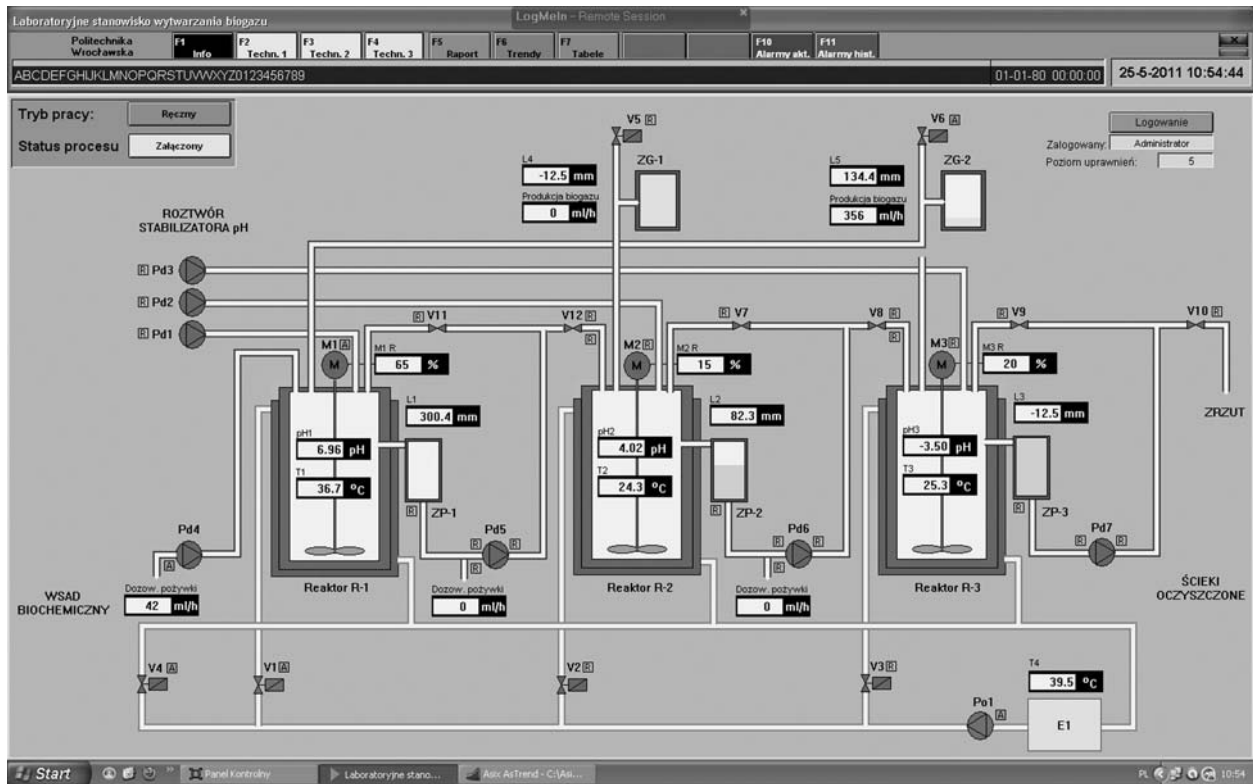 LogMeIn - Remote Session
Laboratoryjne stanowisko wytwarzania biogazu
Politechnika Wrocławska
F1 Info
F2 Techn. 1
F3 Techn. 2
F4 Techn. 3
F5 Raport
F6 Trendy
F7 Tabele
F10 Alarmy akt.
F11 Alarmy hist.
ABCDEFGHIJKLMNOPQRSTUVWXYZ0123456789
01-01-80 00:00:00
25-5-2011 10:54:44
Tryb pracy: Ręczny
Status procesu Załączony
Logowanie
Zalogowany: Administrator
Poziom uprawnień: 5
V5 R
V6 A
L4
-12.5 mm
ZG-1
Produkcja biogazu
0 ml/h
L5
134.4 mm
ZG-2
Produkcja biogazu
356 ml/h
ROZTWÓR
STABILIZATORA pH
R Pd3
R Pd2
R Pd1
R V11
V12 R
R
R V7
V8 R
R
R V9
V10 R
M1 A
M
M1 R
65 %
M2 R
M
M2 R
15 %
M3 R
M
M3 R
20 %
L1
300.4 mm
L2
82.3 mm
L3
-12.5 mm
ZRZUT
pH1
6.96 pH
pH2
4.02 pH
pH3
-3.50 pH
T1
36.7 °C
T2
24.3 °C
T3
25.3 °C
R ZP-1
R ZP-2
R ZP-3
R
R
R
Pd4
A
Pd5
R R
R
Pd6
R R
R
Pd7
R R
Reaktor R-1
Reaktor R-2
Reaktor R-3
WSAD
BIOCHEMICZNY
Dozow. pożywki
42 ml/h
Dozow. pożywki
0 ml/h
Dozow. pożywki
0 ml/h
ŚCIEKI
OCZYSZCZONE
V4 A
V1 A
V2 R
V3 R
T4
39.5 °C
Po1 A
E1
Start
Panel Kontrolny
Laboratoryjne stano...
Asix AsTrend - C:\Asi...
PL
10:54